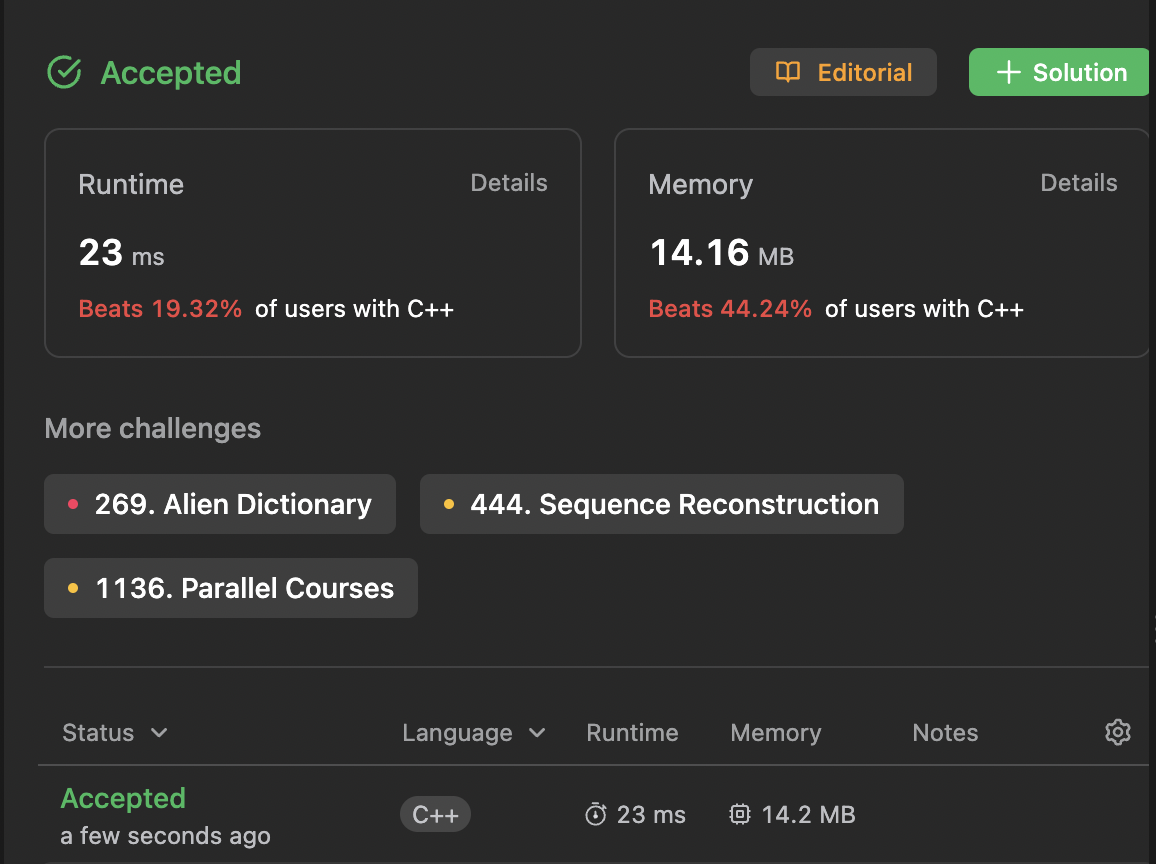 Accepted
Editorial
Solution
Runtime
Details
23 ms
Beats 19.32% of users with C++
Memory
Details
14.16 MB
Beats 44.24% of users with C++
More challenges
269. Alien Dictionary
444. Sequence Reconstruction
1136. Parallel Courses
Status Language Runtime Memory Notes
Accepted
a few seconds ago
C++
23 ms
14.2 MB